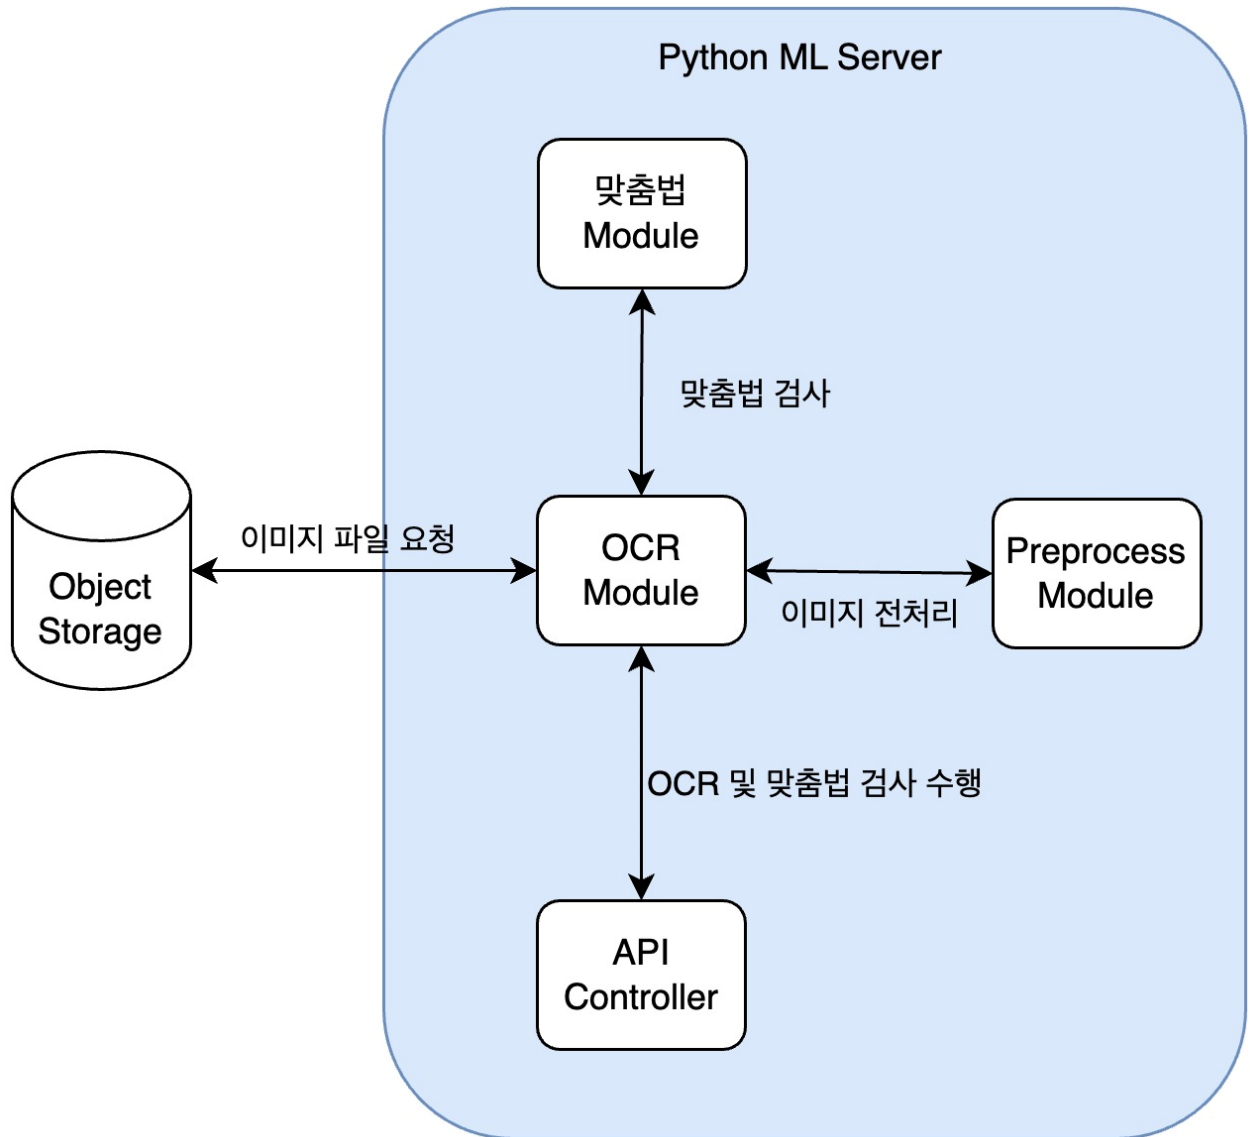 Python ML Server
맞춤법
Module
맞춤법 검사
이미지 파일 요청
Object
Storage
OCR
Module
이미지 전처리
Preprocess
Module
OCR 및 맞춤법 검사 수행
API
Controller